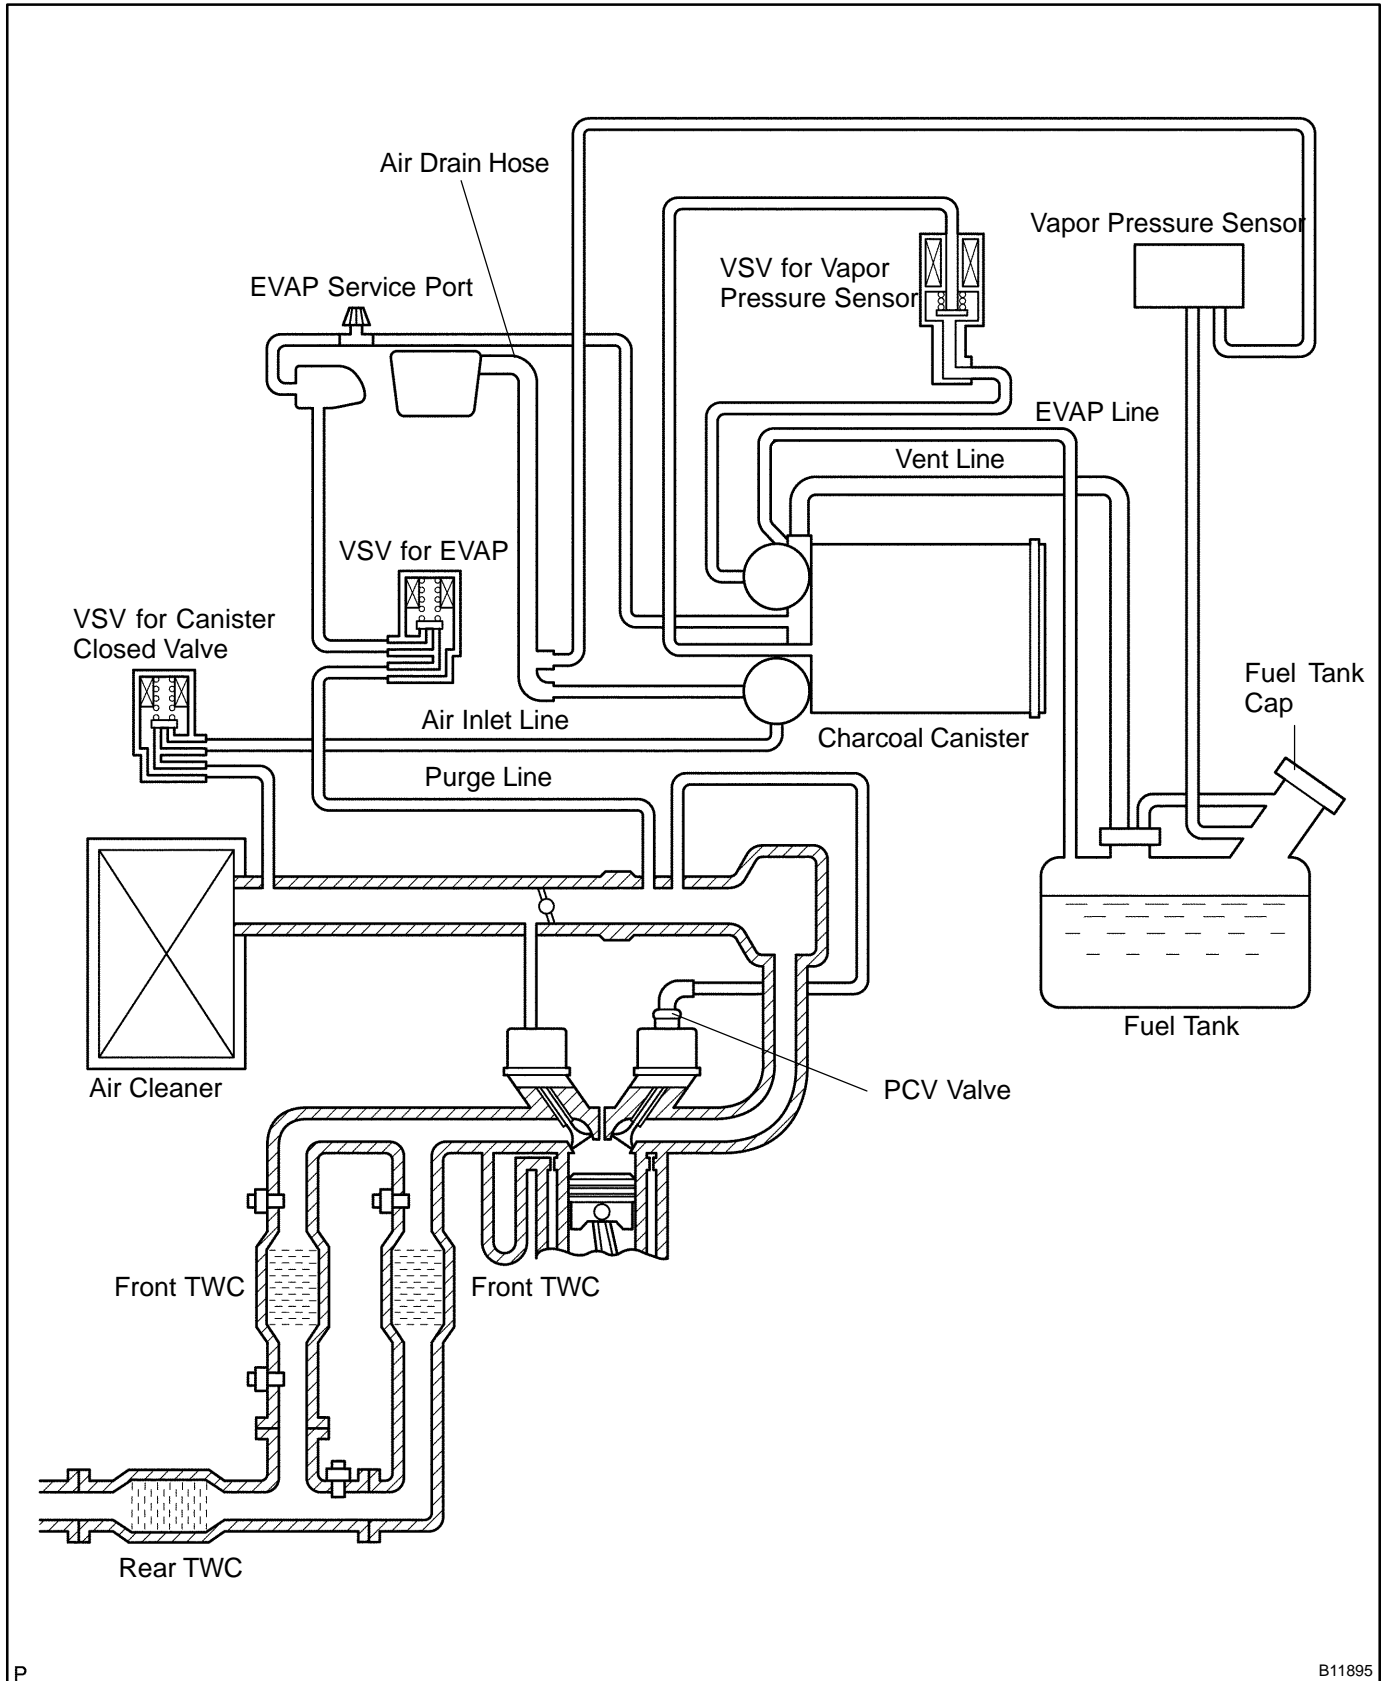 Air Drain Hose
Vapor Pressure Sensor
VSV for Vapor
Pressure Sensor
EVAP Service Port
EVAP Line
Vent Line
VSV for EVAP
VSV for Canister
Closed Valve
Fuel Tank
Cap
Air Inlet Line
Charcoal Canister
Purge Line
Fuel Tank
Air Cleaner
PCV Valve
Front TWC
Front TWC
Rear TWC
P
B11895